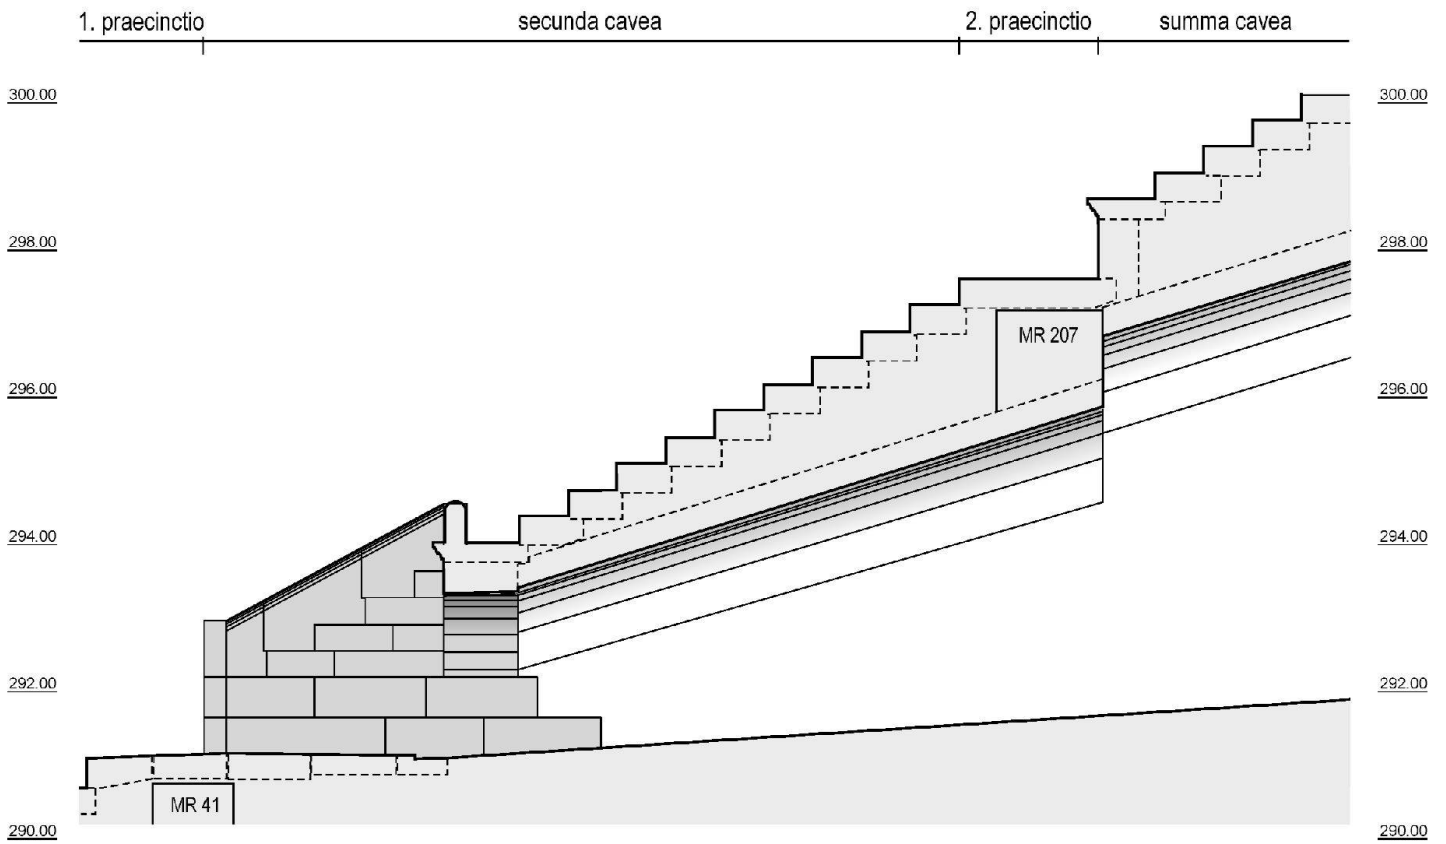 1. praecinctio secunda cavea 2. praecinctio summa cavea
300.00 300.00
298.00 298.00
MR 207
296.00 296.00
294.00 294.00
292.00 292.00
MR 41
290.00 290.00